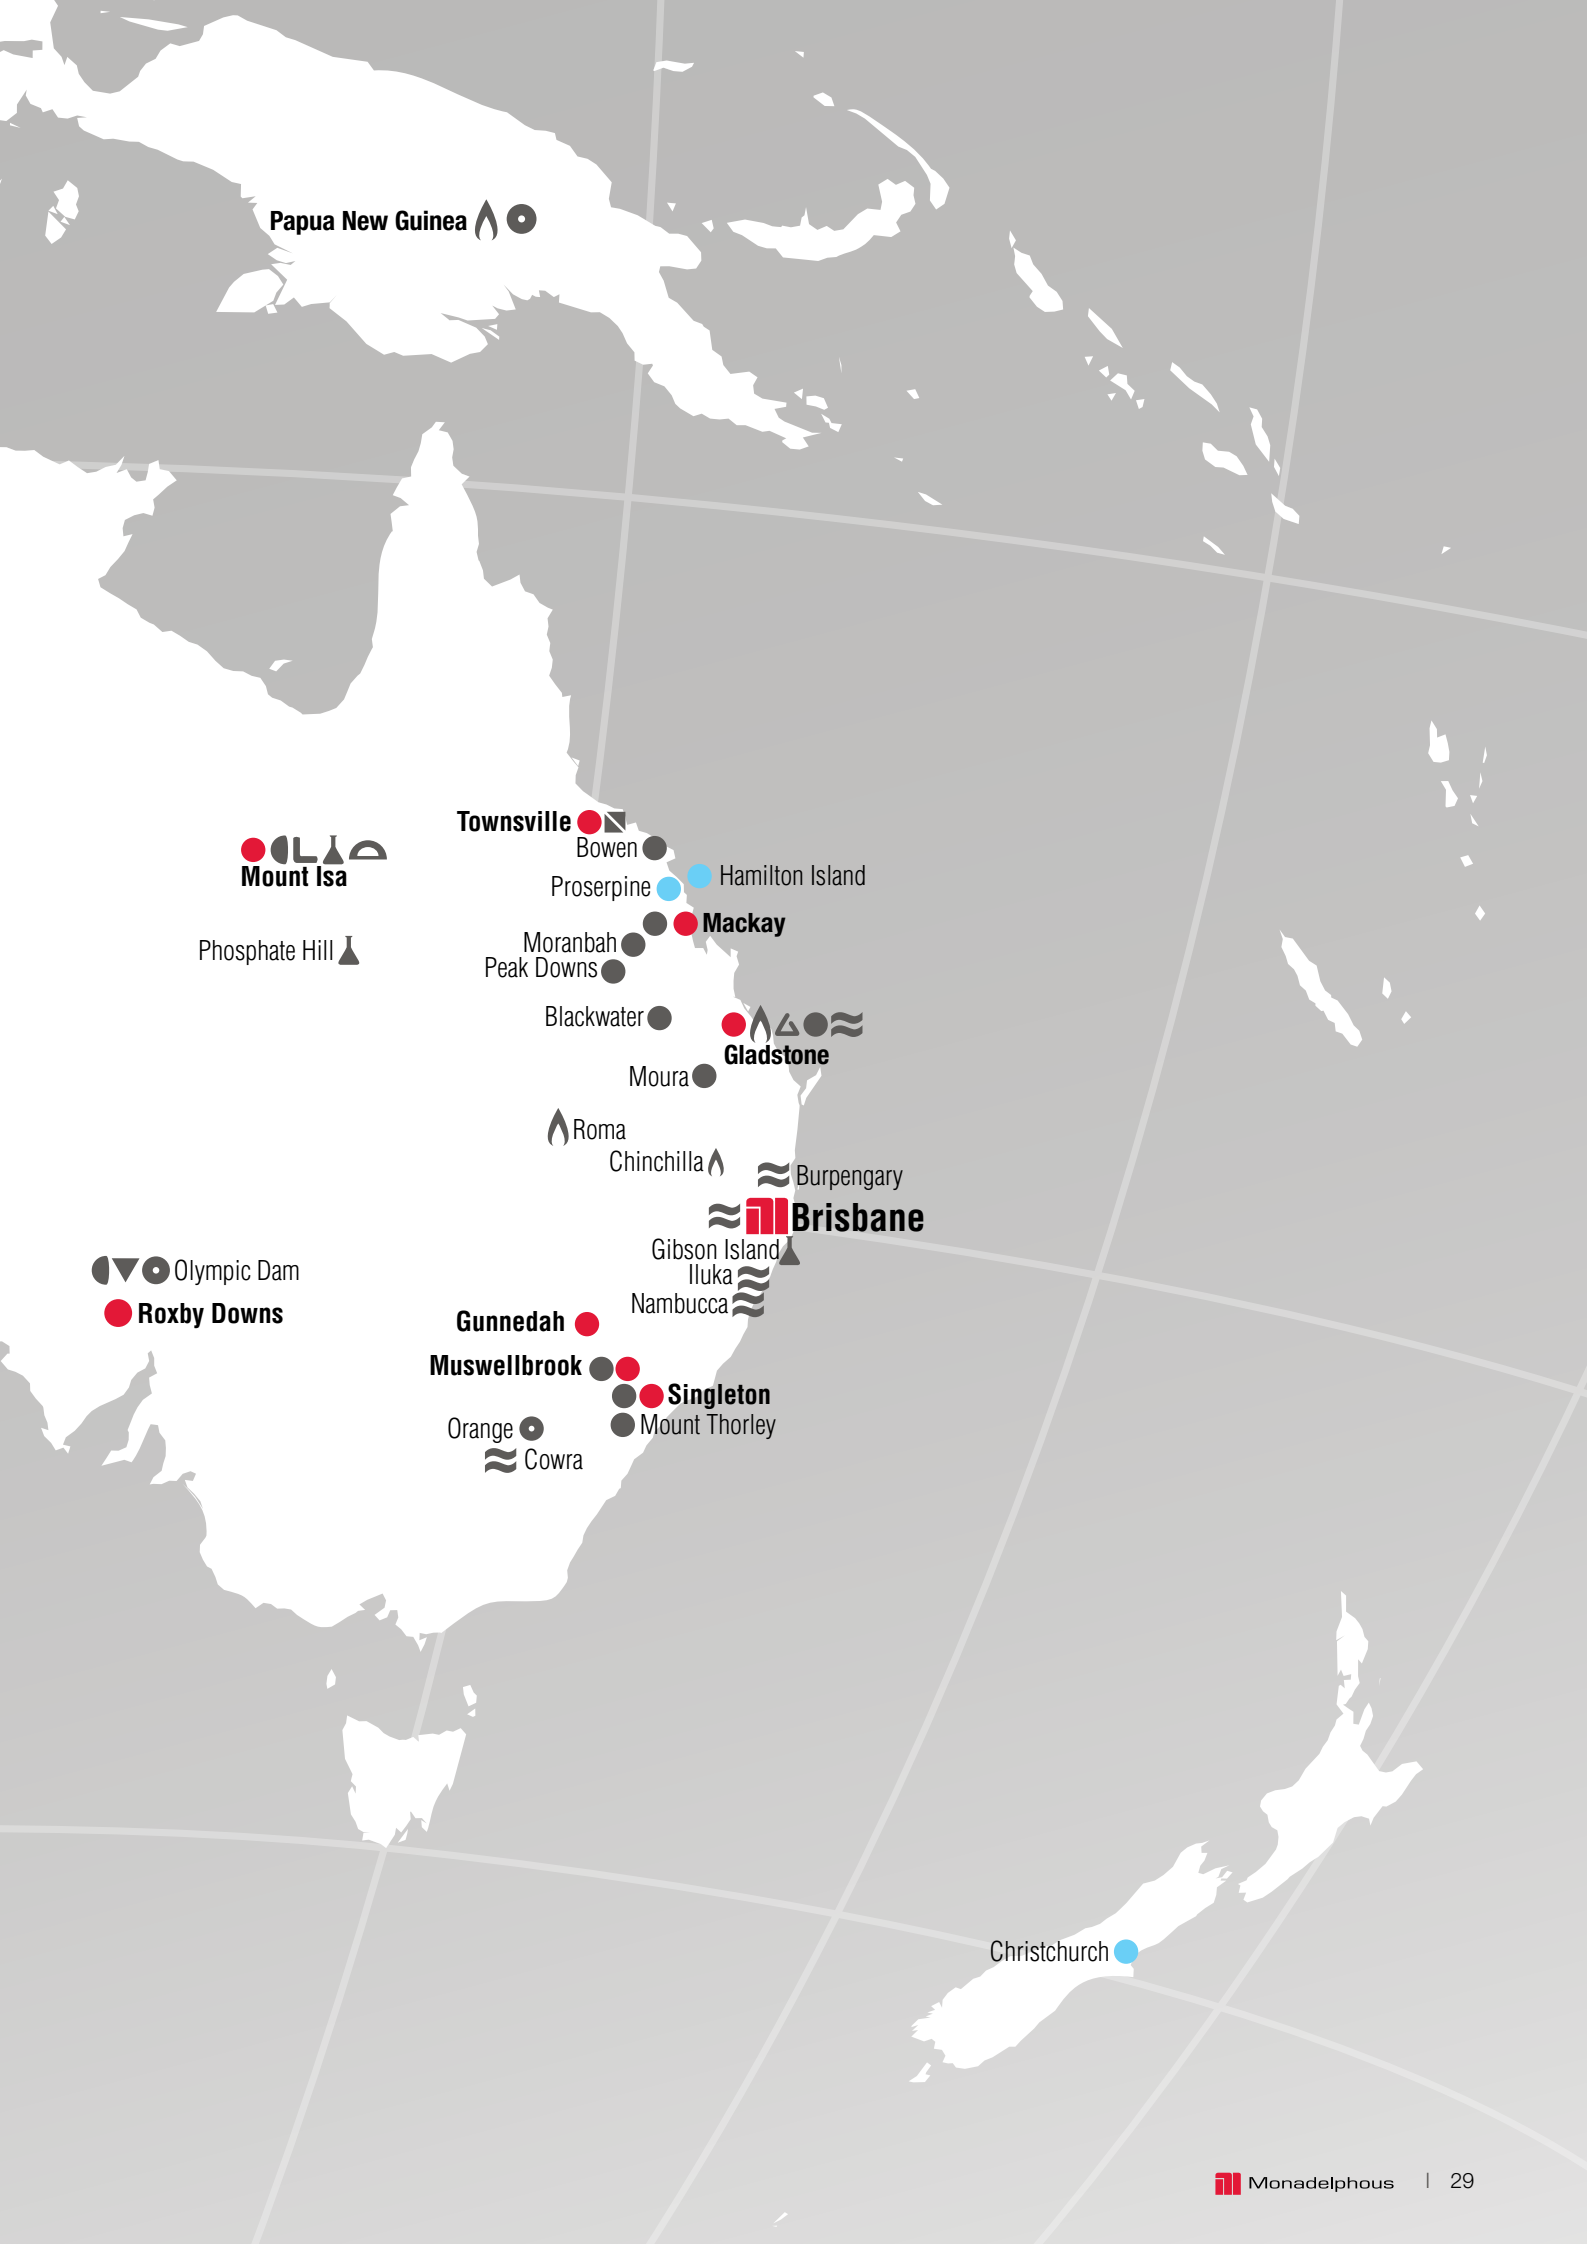 Papua New Guinea
Townsville
Bowen
Mount Isa
Hamilton Island
Proserpine
Mackay
Moranbah
Phosphate Hill
Peak Downs
Blackwater
Gladstone
Moura
Roma
Chinchilla
Burpengary
Brisbane
Gibson Island
Olympic Dam
Iluka
Nambucca
Roxby Downs
Gunnedah
Muswellbrook
Singleton
Mount Thorley
Orange
Cowra
Christchurch
Monadelphous | 29